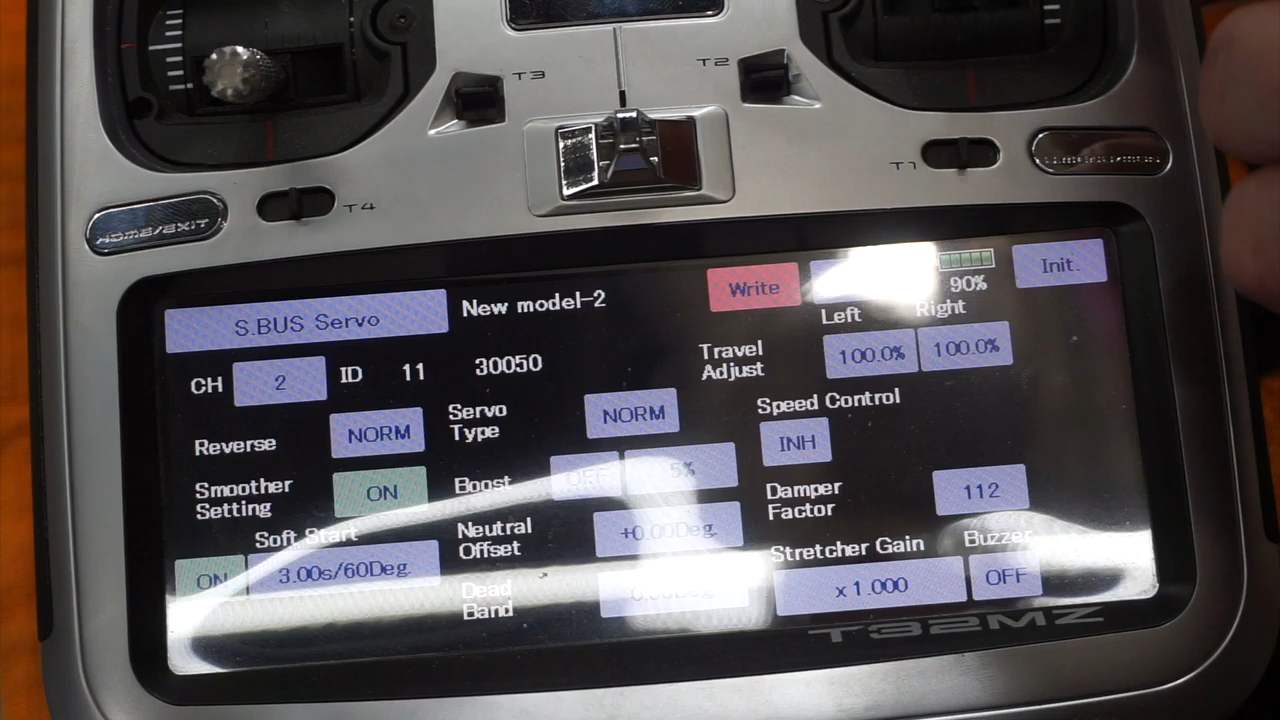 T3
T2
T1
T4
HOME/EXIT
S.BUS Servo
New model-2
Write
90%
Init.
Left
Right
CH 2 ID 11 30050
Travel Adjust
100.0% 100.0%
Reverse NORM
Servo Type NORM
Speed Control
INH
Smoother Setting ON
Boost OFF 5%
Damper Factor 112
Soft Start
ON 3.00s/60Deg.
Neutral Offset +0.00Deg.
Stretcher Gain
x1.000
Buzzer
OFF
Dead Band
T32MZ